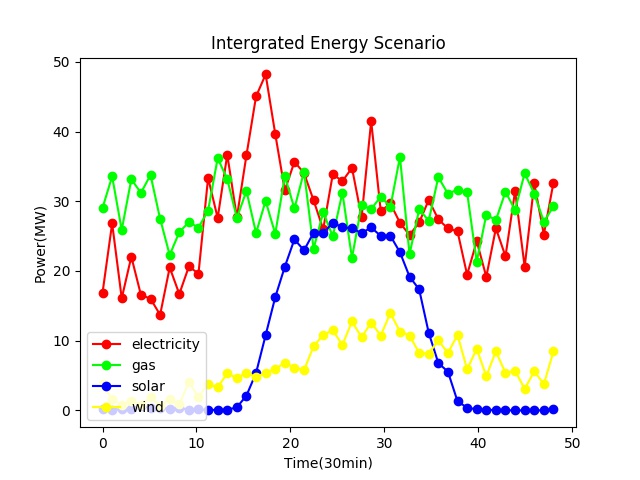 Intergrated Energy Scenario
Power(MW)
50
40
30
20
10
0
electricity
gas
solar
wind
0 10 20 30 40 50
Time(30min)